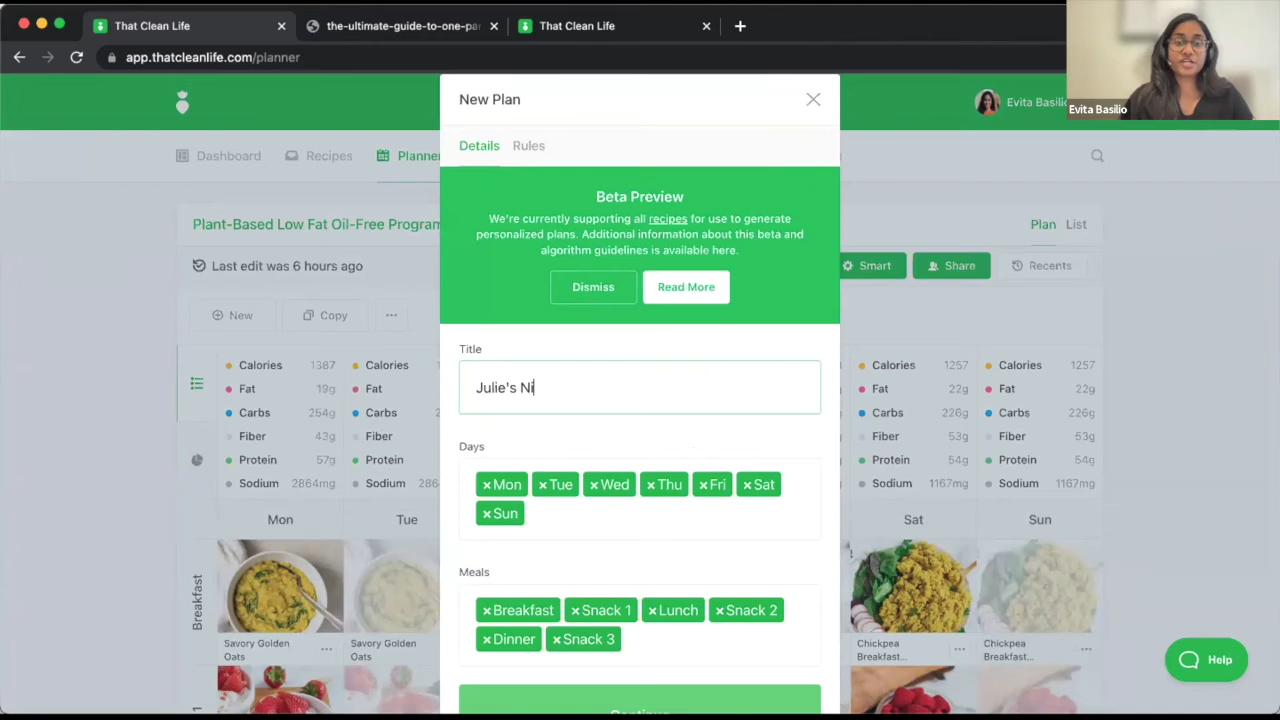 That Clean Life
the-ultimate-guide-to-one-par
That Clean Life
app.thatcleanlife.com/planner
Evita Basilio
New Plan
Evita Basilio
Dashboard
Recipes
Planner
Details
Rules
Beta Preview
We're currently supporting all recipes for use to generate
personalized plans. Additional information about this beta and
algorithm guidelines is available here.
Dismiss
Read More
Plant-Based Low Fat Oil-Free Program
Plan
List
Last edit was 6 hours ago
Smart
Share
Recents
New
Copy
Title
Julie's Ni
Calories 1387
Calories
Calories 1257
Calories 1257
Fat 19g
Fat
Fat 22g
Fat 22g
Carbs 254g
Carbs
Carbs 226g
Carbs 226g
Fiber 43g
Fiber
Fiber 53g
Fiber 53g
Protein 57g
Protein
Protein 54g
Protein 54g
Sodium 2864mg
Sodium 286
Sodium 1167mg
Sodium 1167mg
Days
×Mon ×Tue ×Wed ×Thu ×Fri ×Sat
×Sun
Mon
Tue
Sat
Sun
Meals
×Breakfast ×Snack 1 ×Lunch ×Snack 2
×Dinner ×Snack 3
Breakfast
Savory Golden
Oats
Savory Golden
Oats
Chickpea
Breakfast...
Chickpea
Breakfast...
Help
Continue